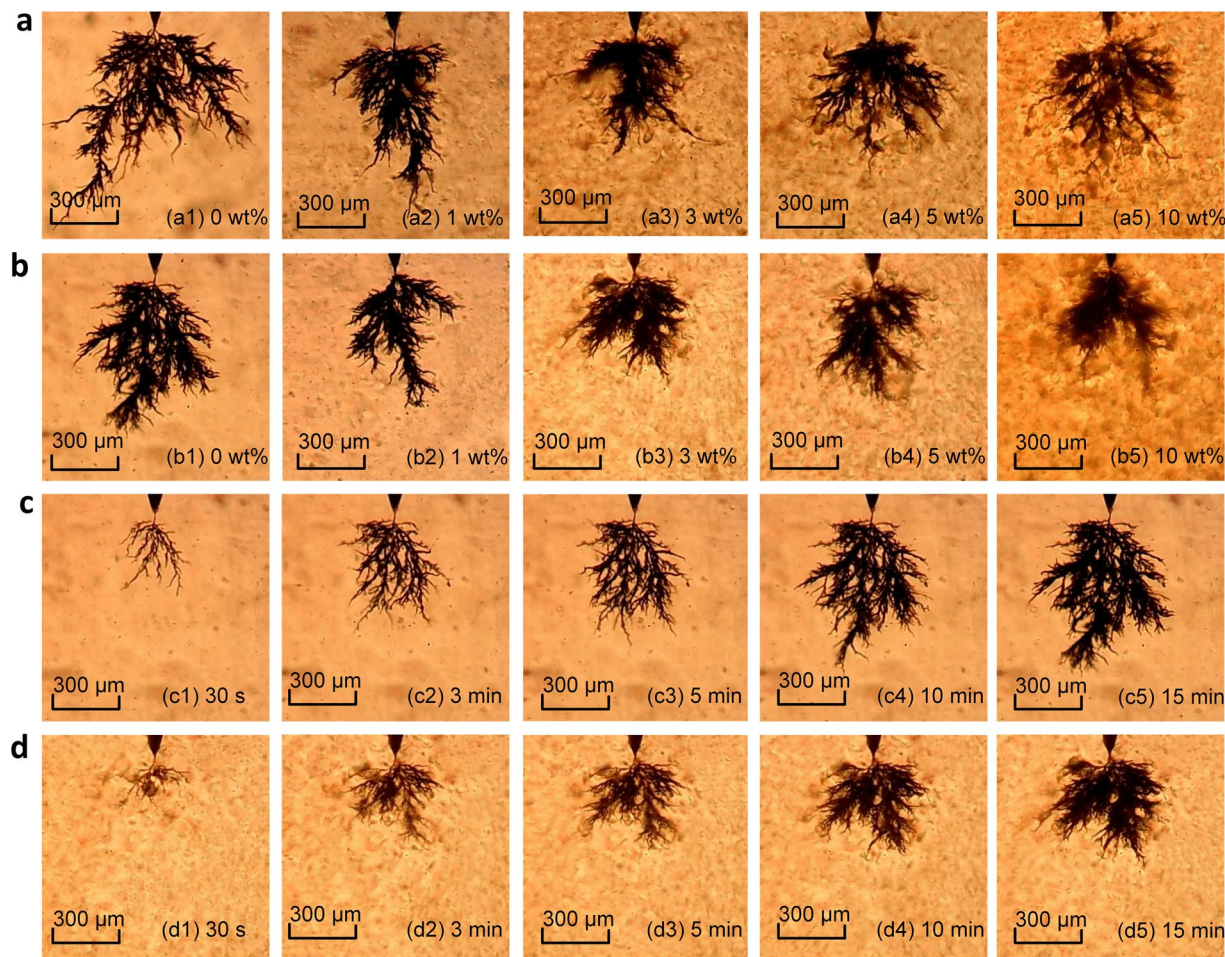 a
300 µm
(a1) 0 wt%
300 µm
(a2) 1 wt%
300 µm
(a3) 3 wt%
300 µm
(a4) 5 wt%
300 µm
(a5) 10 wt%
b
300 µm
(b1) 0 wt%
300 µm
(b2) 1 wt%
300 µm
(b3) 3 wt%
300 µm
(b4) 5 wt%
300 µm
(b5) 10 wt%
c
300 µm
(c1) 30 s
300 µm
(c2) 3 min
300 µm
(c3) 5 min
300 µm
(c4) 10 min
300 µm
(c5) 15 min
d
300 µm
(d1) 30 s
300 µm
(d2) 3 min
300 µm
(d3) 5 min
300 µm
(d4) 10 min
300 µm
(d5) 15 min